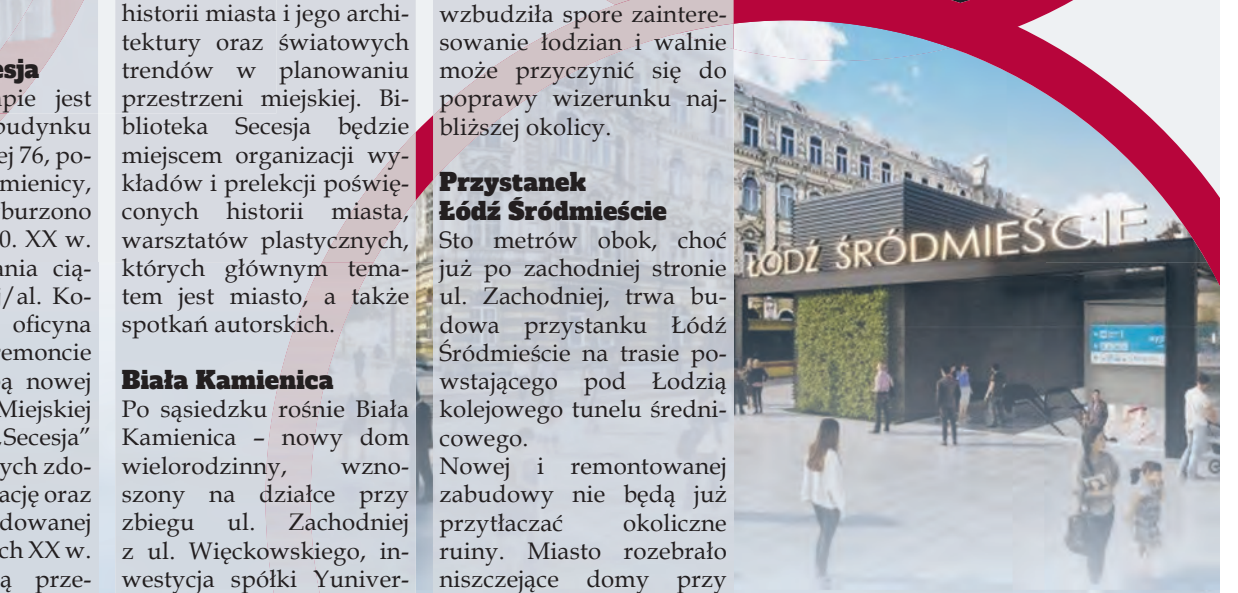 esja
pie jest
budynku
ej 76, po-
mienicy,
burzono
0. XX w.
ania cią-
j/al. Ko-
oficyna
remoncie
ą nowej
Miejskiej
„Secesja”
ych zdo-
ację oraz
dowanej
ch XX w.
ą prze-
historii miasta i jego archi-
tektury oraz światowych
trendów w planowaniu
przestrzeni miejskiej. Bi-
blioteka Secesja będzie
miejscem organizacji wy-
kładów i prelekcji poświę-
conych historii miasta,
warsztatów plastycznych,
których głównym tema-
tem jest miasto, a także
spotkań autorskich.
Biała Kamienica
Po sąsiedzku rośnie Biała
Kamienica – nowy dom
wielorodzinny, wzno-
szony na działce przy
zbiegu ul. Zachodniej
z ul. Więckowskiego, in-
westycja spółki Yuniver-
wzbudziła spore zaintere-
sowanie łodzian i walnie
może przyczynić się do
poprawy wizerunku naj-
bliższej okolicy.
Przystanek
Łódź Śródmieście
Sto metrów obok, choć
już po zachodniej stronie
ul. Zachodniej, trwa bu-
dowa przystanku Łódź
Śródmieście na trasie po-
wstającego pod Łodzią
kolejowego tunelu średni-
cowego.
Nowej i remontowanej
zabudowy nie będą już
przytłaczać okoliczne
ruiny. Miasto rozebrało
niszczejące domy przy
ŁÓDŹ ŚRÓDMIEŚCIE